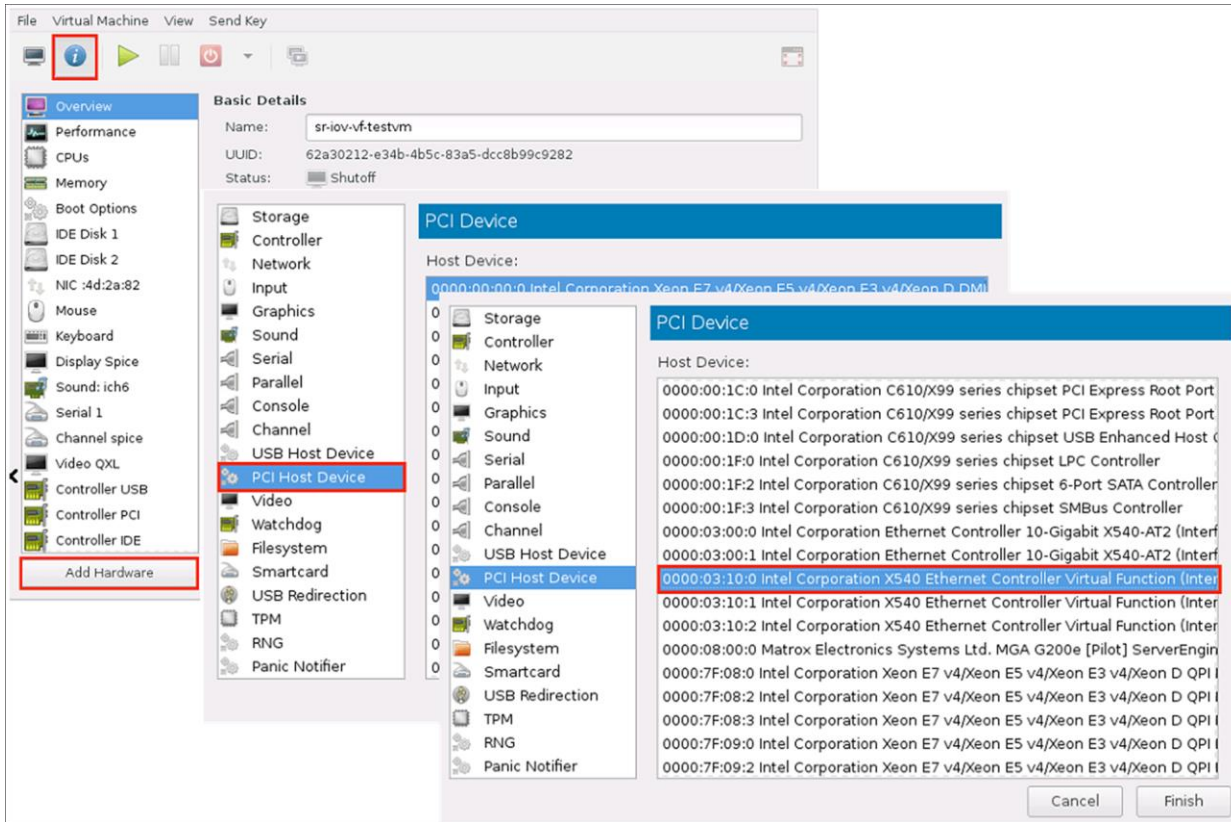 File Virtual Machine View Send Key
Overview
Performance
CPUs
Memory
Boot Options
IDE Disk 1
IDE Disk 2
NIC :4d:2a:82
Mouse
Keyboard
Display Spice
Sound: ich6
Serial 1
Channel spice
Video QXL
Controller USB
Controller PCI
Controller IDE
Add Hardware
Basic Details
Name: sr-iov-vf-testvm
UUID: 62a30212-e34b-4b5c-83a5-dcc8b99c9282
Status: Shutoff
Storage
Controller
Network
Input
Graphics
Sound
Serial
Parallel
Console
Channel
USB Host Device
PCI Host Device
Video
Watchdog
Filesystem
Smartcard
USB Redirection
TPM
RNG
Panic Notifier
PCI Device
Host Device:
0000:00:00:0 Intel Corporation Xeon E7 v4/Xeon E5 v4/Xeon E3 v4/Xeon D DMI
Storage
Controller
Network
Input
Graphics
Sound
Serial
Parallel
Console
Channel
USB Host Device
PCI Host Device
Video
Watchdog
Filesystem
Smartcard
USB Redirection
TPM
RNG
Panic Notifier
PCI Device
Host Device:
0000:00:1C:0 Intel Corporation C610/X99 series chipset PCI Express Root Port
0000:00:1C:3 Intel Corporation C610/X99 series chipset PCI Express Root Port
0000:00:1D:0 Intel Corporation C610/X99 series chipset USB Enhanced Host
0000:00:1F:0 Intel Corporation C610/X99 series chipset LPC Controller
0000:00:1F:2 Intel Corporation C610/X99 series chipset 6-Port SATA Controller
0000:00:1F:3 Intel Corporation C610/X99 series chipset SMBus Controller
0000:03:00:0 Intel Corporation Ethernet Controller 10-Gigabit X540-AT2 (Interf
0000:03:00:1 Intel Corporation Ethernet Controller 10-Gigabit X540-AT2 (Interf
0000:03:10:0 Intel Corporation X540 Ethernet Controller Virtual Function (Inter
0000:03:10:1 Intel Corporation X540 Ethernet Controller Virtual Function (Inter
0000:03:10:2 Intel Corporation X540 Ethernet Controller Virtual Function (Inter
0000:08:00:0 Matrox Electronics Systems Ltd. MGA G200e [Pilot] ServerEngin
0000:7F:08:0 Intel Corporation Xeon E7 v4/Xeon E5 v4/Xeon E3 v4/Xeon D QPI
0000:7F:08:2 Intel Corporation Xeon E7 v4/Xeon E5 v4/Xeon E3 v4/Xeon D QPI
0000:7F:08:3 Intel Corporation Xeon E7 v4/Xeon E5 v4/Xeon E3 v4/Xeon D QPI
0000:7F:09:0 Intel Corporation Xeon E7 v4/Xeon E5 v4/Xeon E3 v4/Xeon D QPI
0000:7F:09:2 Intel Corporation Xeon E7 v4/Xeon E5 v4/Xeon E3 v4/Xeon D QPI
Cancel Finish